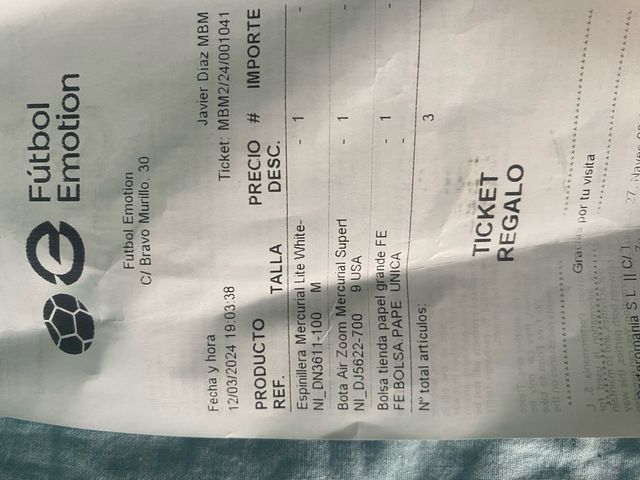 Fútbol
Emotion
Fútbol Emotion
C/ Bravo Murillo, 30
Javier Diaz MBM
Fecha y hora
12/03/2024 19:03:38 Ticket: MBM2/24/001041
PRODUCTO TALLA PRECIO # IMPORTE
REF. DESC.
Espinillera Mercurial Lite White- - 1 -
NI_DN3611-100 M
Bota Air Zoom Mercurial Superf - 1 -
NI_DJ5622-700 9 USA -
Bolsa tienda papel grande FE - 1 -
FE.BOLSA.PAPE UNICA -
Nº total artículos: 3
TICKET
REGALO
Gracias por tu visita
S L || C/
27, Naves